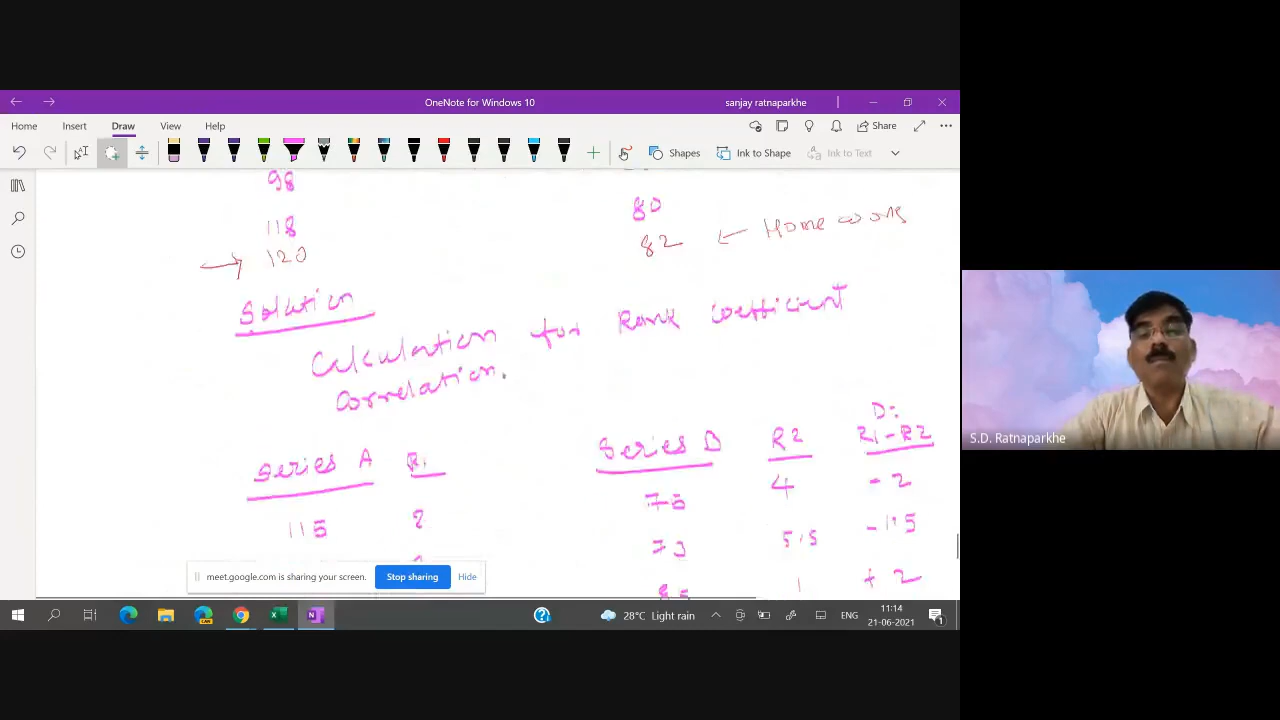 OneNote for Windows 10
sanjay ratnaparkhe
Home Insert Draw View Help
Share
Shapes Ink to Shape Ink to Text
98
80
118
82 ← Home work
→ 120
Solution
Calculation for Rank coefficient
correlation.
D:
Series A R1 Series B R2 R1-R2
115 2 75 4 -2
73 5.5 -1.5
85 1 +2
meet.google.com is sharing your screen. Stop sharing Hide
S.D. Ratnaparkhe
28°C Light rain ENG 11:14
21-06-2021